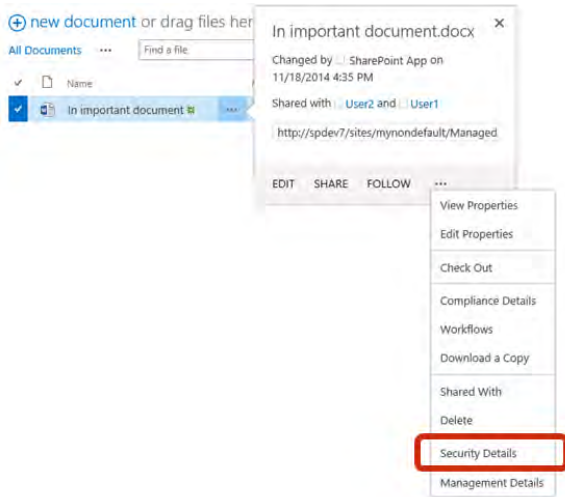 new document or drag files her
All Documents ... Find a file
Name
In important document ...
In important document.docx
Changed by SharePoint App on
11/18/2014 4:35 PM
Shared with User2 and User1
http://spdev7/sites/mynondefault/Managed
EDIT SHARE FOLLOW ...
View Properties
Edit Properties
Check Out
Compliance Details
Workflows
Download a Copy
Shared With
Delete
Security Details
Management Details